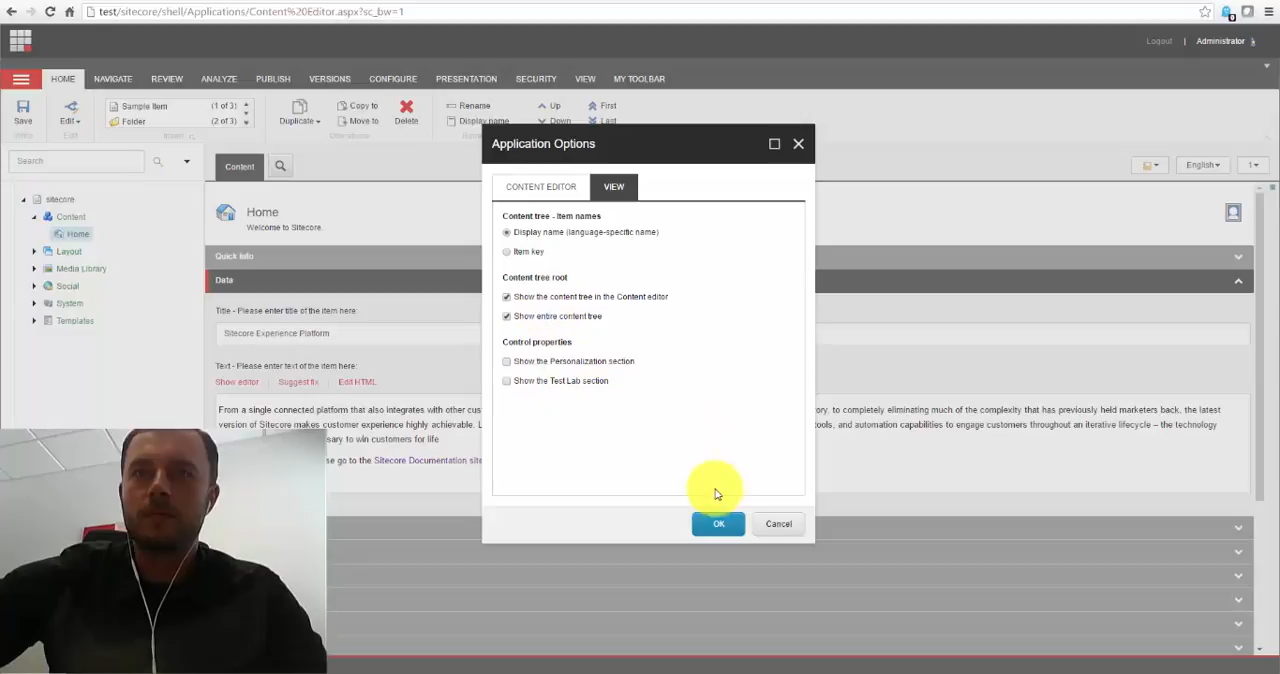 test/sitecore/shell/Applications/Content%20Editor.aspx?sc_bw=1
Logout | Administrator
HOME NAVIGATE REVIEW ANALYZE PUBLISH VERSIONS CONFIGURE PRESENTATION SECURITY VIEW MY TOOLBAR
Save
Edit
Edit
Sample Item (1 of 3)
Folder (2 of 3)
Insert
Duplicate
Copy to
Move to
Delete
Operations
Rename
Display name
Up
Down
First
Last
Search
Content
English
1
sitecore
Content
Home
Layout
Media Library
Social
System
Templates
Home
Welcome to Sitecore.
Quick Info
Data
Title - Please enter title of the item here:
Sitecore Experience Platform
Text - Please enter text of the item here:
Show editor Suggest fix Edit HTML
From a single connected platform that also integrates with other cus
tory, to completely eliminating much of the complexity that has previously held marketers back, the latest
version of Sitecore makes customer experience highly achievable. L
tools, and automation capabilities to engage customers throughout an iterative lifecycle – the technology
sary to win customers for life.
se go to the Sitecore Documentation site
Application Options
CONTENT EDITOR VIEW
Content tree - Item names
Display name (language-specific name)
Item key
Content tree root
Show the content tree in the Content editor
Show entire content tree
Control properties
Show the Personalization section
Show the Test Lab section
OK Cancel